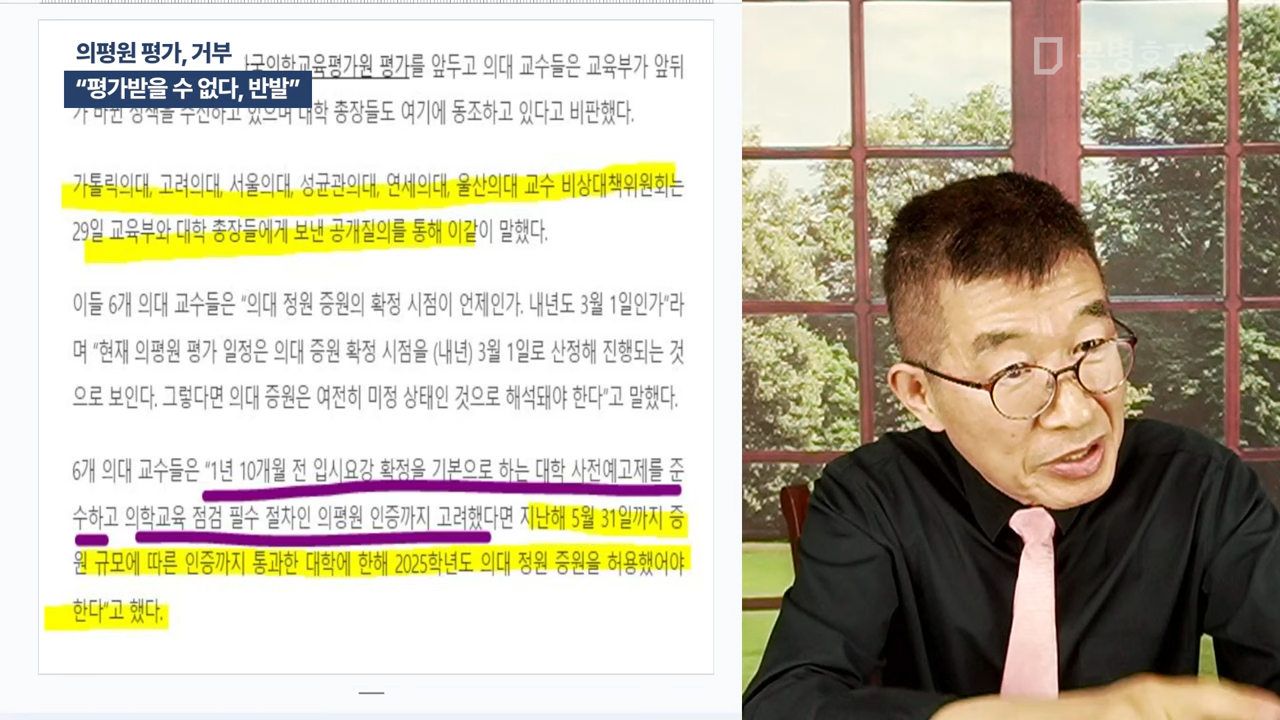 의평원 평가, 거부
“평가받을 수 없다, 반발”
국의학교육평가원 평가를 앞두고 의대 교수들은 교육부가 앞뒤
가 바뀐 정책을 추진하고 있으며 대학 총장들도 여기에 동조하고 있다고 비판했다.
가톨릭의대, 고려의대, 서울의대, 성균관의대, 연세의대, 울산의대 교수 비상대책위원회는
29일 교육부와 대학 총장들에게 보낸 공개질의를 통해 이같이 말했다.
이들 6개 의대 교수들은 “의대 정원 증원의 확정 시점이 언제인가. 내년도 3월 1일인가”라
며 “현재 의평원 평가 일정은 의대 증원 확정 시점을 (내년) 3월 1일로 산정해 진행되는 것
으로 보인다. 그렇다면 의대 증원은 여전히 미정 상태인 것으로 해석돼야 한다”고 말했다.
6개 의대 교수들은 “1년 10개월 전 입시요강 확정을 기본으로 하는 대학 사전예고제를 준
수하고 의학교육 점검 필수 절차인 의평원 인증까지 고려했다면 지난해 5월 31일까지 증
원 규모에 따른 인증까지 통과한 대학에 한해 2025학년도 의대 정원 증원을 허용했어야
한다”고 했다.
공병호TV